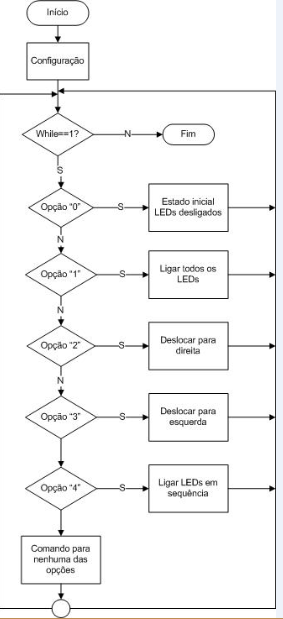 Início
Configuração
While==1?
N
Fim
S
Opção "0"
S
Estado inicial
LEDs desligados
N
Opção "1"
S
Ligar todos os
LEDs
N
Opção "2"
S
Deslocar para
direita
N
Opção "3"
S
Deslocar para
esquerda
Opção "4"
S
Ligar LEDs em
sequência
Comando para
nenhuma das
opções